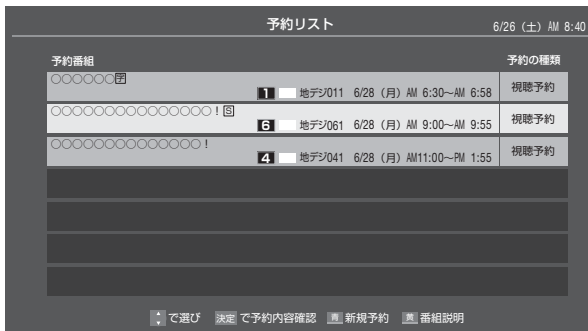 予約リスト 6/26（土）AM 8:40
予約番組 予約の種類
○○○○○○字
1 地デジ011 6/28（月）AM 6:30～AM 6:58 視聴予約
○○○○○○○○○○○○○○○！S
6 地デジ061 6/28（月）AM 9:00～AM 9:55 視聴予約
○○○○○○○○○○○○○○！
4 地デジ041 6/28（月）AM11:00～PM 1:55 視聴予約
で選び 決定 で予約内容確認 青 新規予約 黄 番組説明